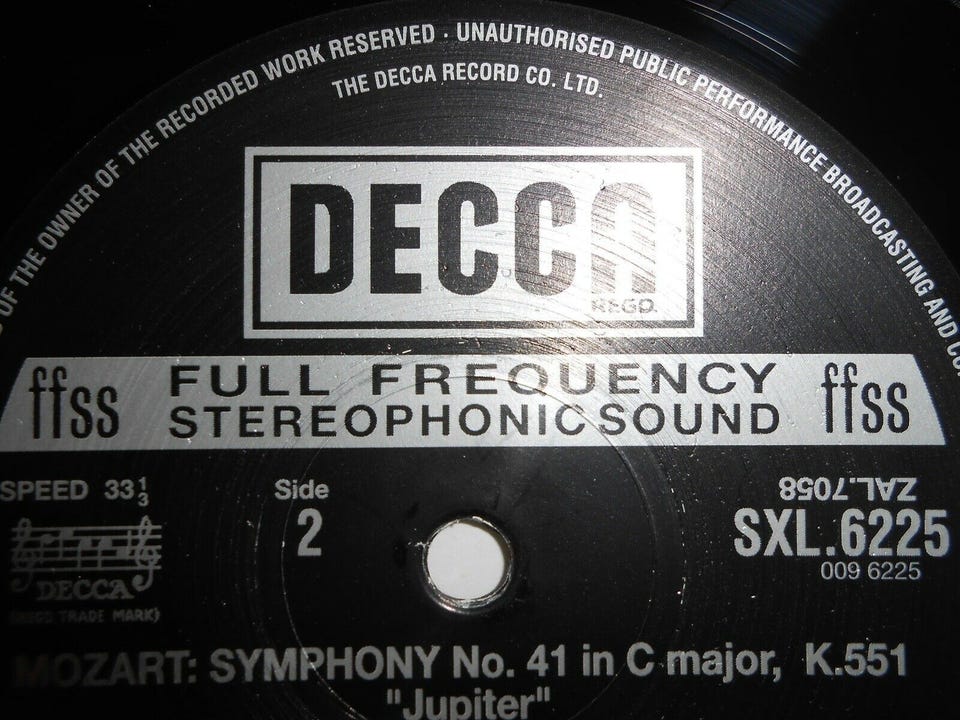 OF THE OWNER OF THE RECORDED WORK RESERVED · UNAUTHORISED PUBLIC PERFORMANCE BROADCASTING AND
THE DECCA RECORD CO. LTD.
DECCA
REGD.
ffss FULL FREQUENCY STEREOPHONIC SOUND ffss
SPEED 33⅓
Side
2
ZAL.7058
SXL.6225
009 6225
DECCA
(REGD TRADE MARK)
MOZART: SYMPHONY No. 41 in C major, K.551
"Jupiter"